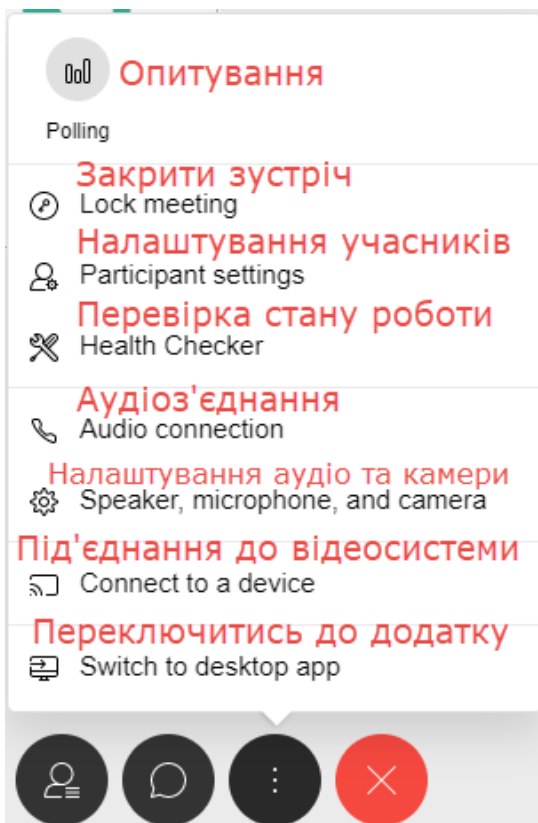 Опитування
Polling
Закрити зустріч
Lock meeting
Налаштування учасників
Participant settings
Перевірка стану роботи
Health Checker
Аудіоз'єднання
Audio connection
Налаштування аудіо та камери
Speaker, microphone, and camera
Під'єднання до відеосистеми
Connect to a device
Переключитись до додатку
Switch to desktop app